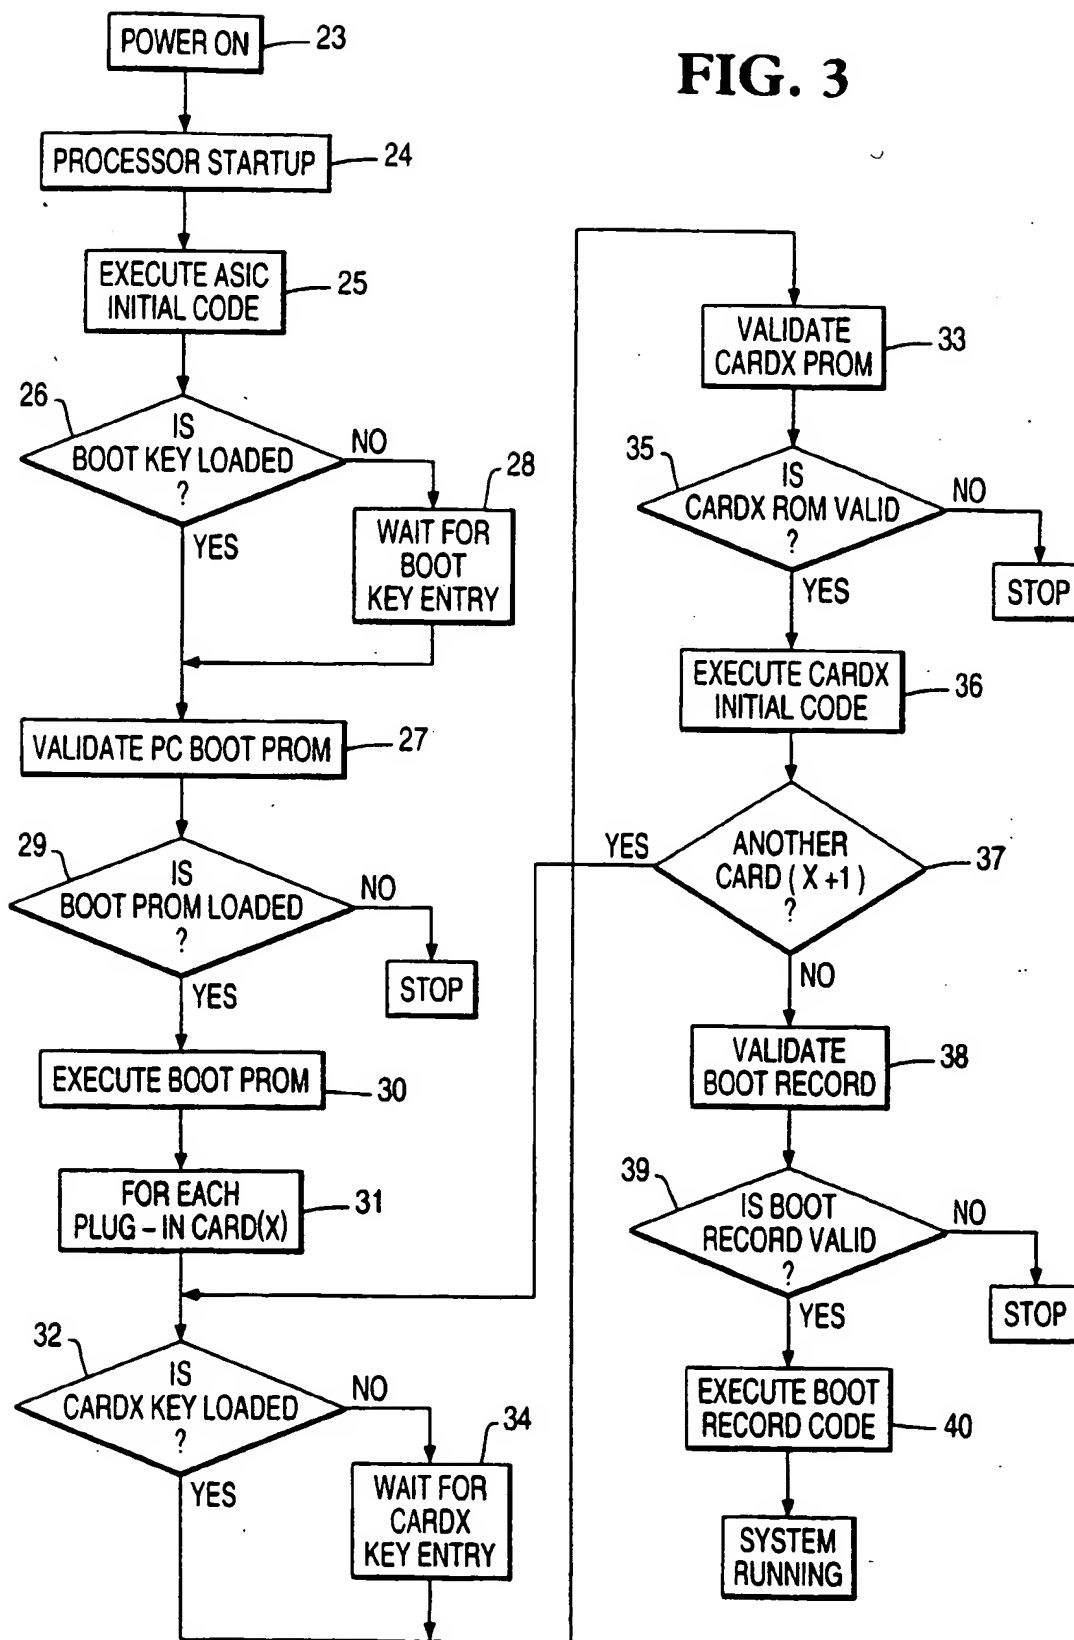 FIG. 3
POWER ON
23
PROCESSOR STARTUP
24
EXECUTE ASIC
INITIAL CODE
25
26
IS
BOOT KEY LOADED
?
NO
YES
28
WAIT FOR
BOOT
KEY ENTRY
VALIDATE PC BOOT PROM
27
29
IS
BOOT PROM LOADED
?
NO
STOP
YES
EXECUTE BOOT PROM
30
FOR EACH
PLUG – IN CARD(X)
31
32
IS
CARDX KEY LOADED
?
NO
YES
34
WAIT FOR
CARDX
KEY ENTRY
VALIDATE
CARDX PROM
33
35
IS
CARDX ROM VALID
?
NO
STOP
YES
EXECUTE CARDX
INITIAL CODE
36
YES
ANOTHER
CARD ( X +1 )
?
37
NO
VALIDATE
BOOT RECORD
38
39
IS BOOT
RECORD VALID
?
NO
STOP
YES
EXECUTE BOOT
RECORD CODE
40
SYSTEM
RUNNING